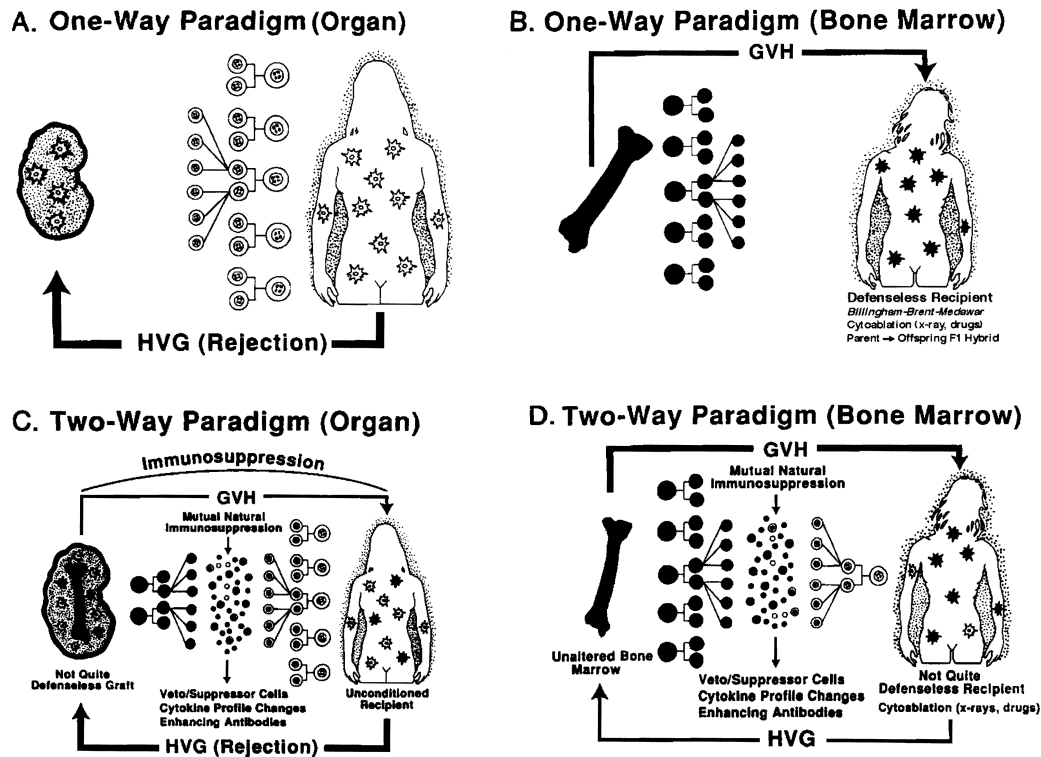 A. One-Way Paradigm (Organ)
HVG (Rejection)
B. One-Way Paradigm (Bone Marrow)
GVH
Defenseless Recipient
Billingham-Brent-Medawar
Cytoablation (x-ray, drugs)
Parent → Offspring F1 Hybrid
C. Two-Way Paradigm (Organ)
Immunosuppression
GVH
Mutual Natural
Immunosuppression
Not Quite
Defenseless Graft
Veto/Suppressor Cells
Cytokine Profile Changes
Enhancing Antibodies
Unconditioned
Recipient
HVG (Rejection)
D. Two-Way Paradigm (Bone Marrow)
GVH
Mutual Natural
Immunosuppression
Unaltered Bone
Marrow
Veto/Suppressor Cells
Cytokine Profile Changes
Enhancing Antibodies
Not Quite
Defenseless Recipient
Cytoablation (x-rays, drugs)
HVG